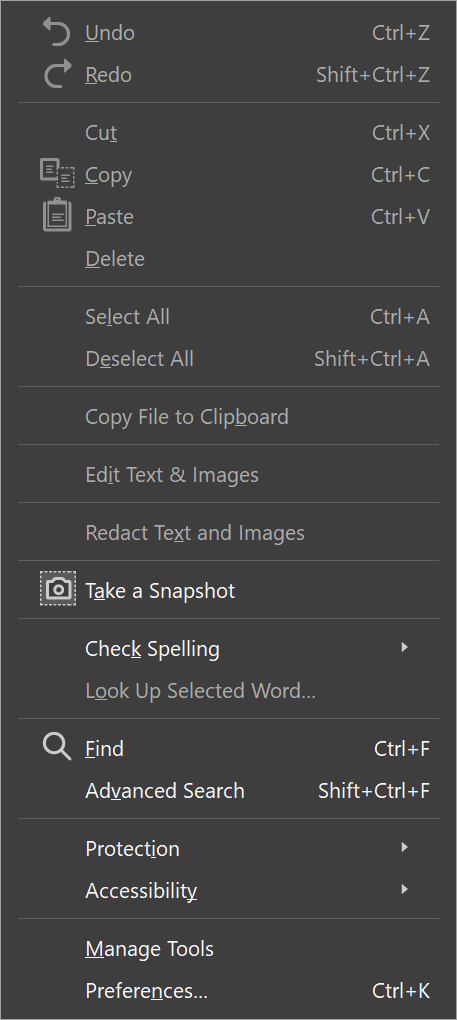 Undo Ctrl+Z
Redo Shift+Ctrl+Z
Cut Ctrl+X
Copy Ctrl+C
Paste Ctrl+V
Delete
Select All Ctrl+A
Deselect All Shift+Ctrl+A
Copy File to Clipboard
Edit Text & Images
Redact Text and Images
Take a Snapshot
Check Spelling
Look Up Selected Word...
Find Ctrl+F
Advanced Search Shift+Ctrl+F
Protection
Accessibility
Manage Tools
Preferences... Ctrl+K